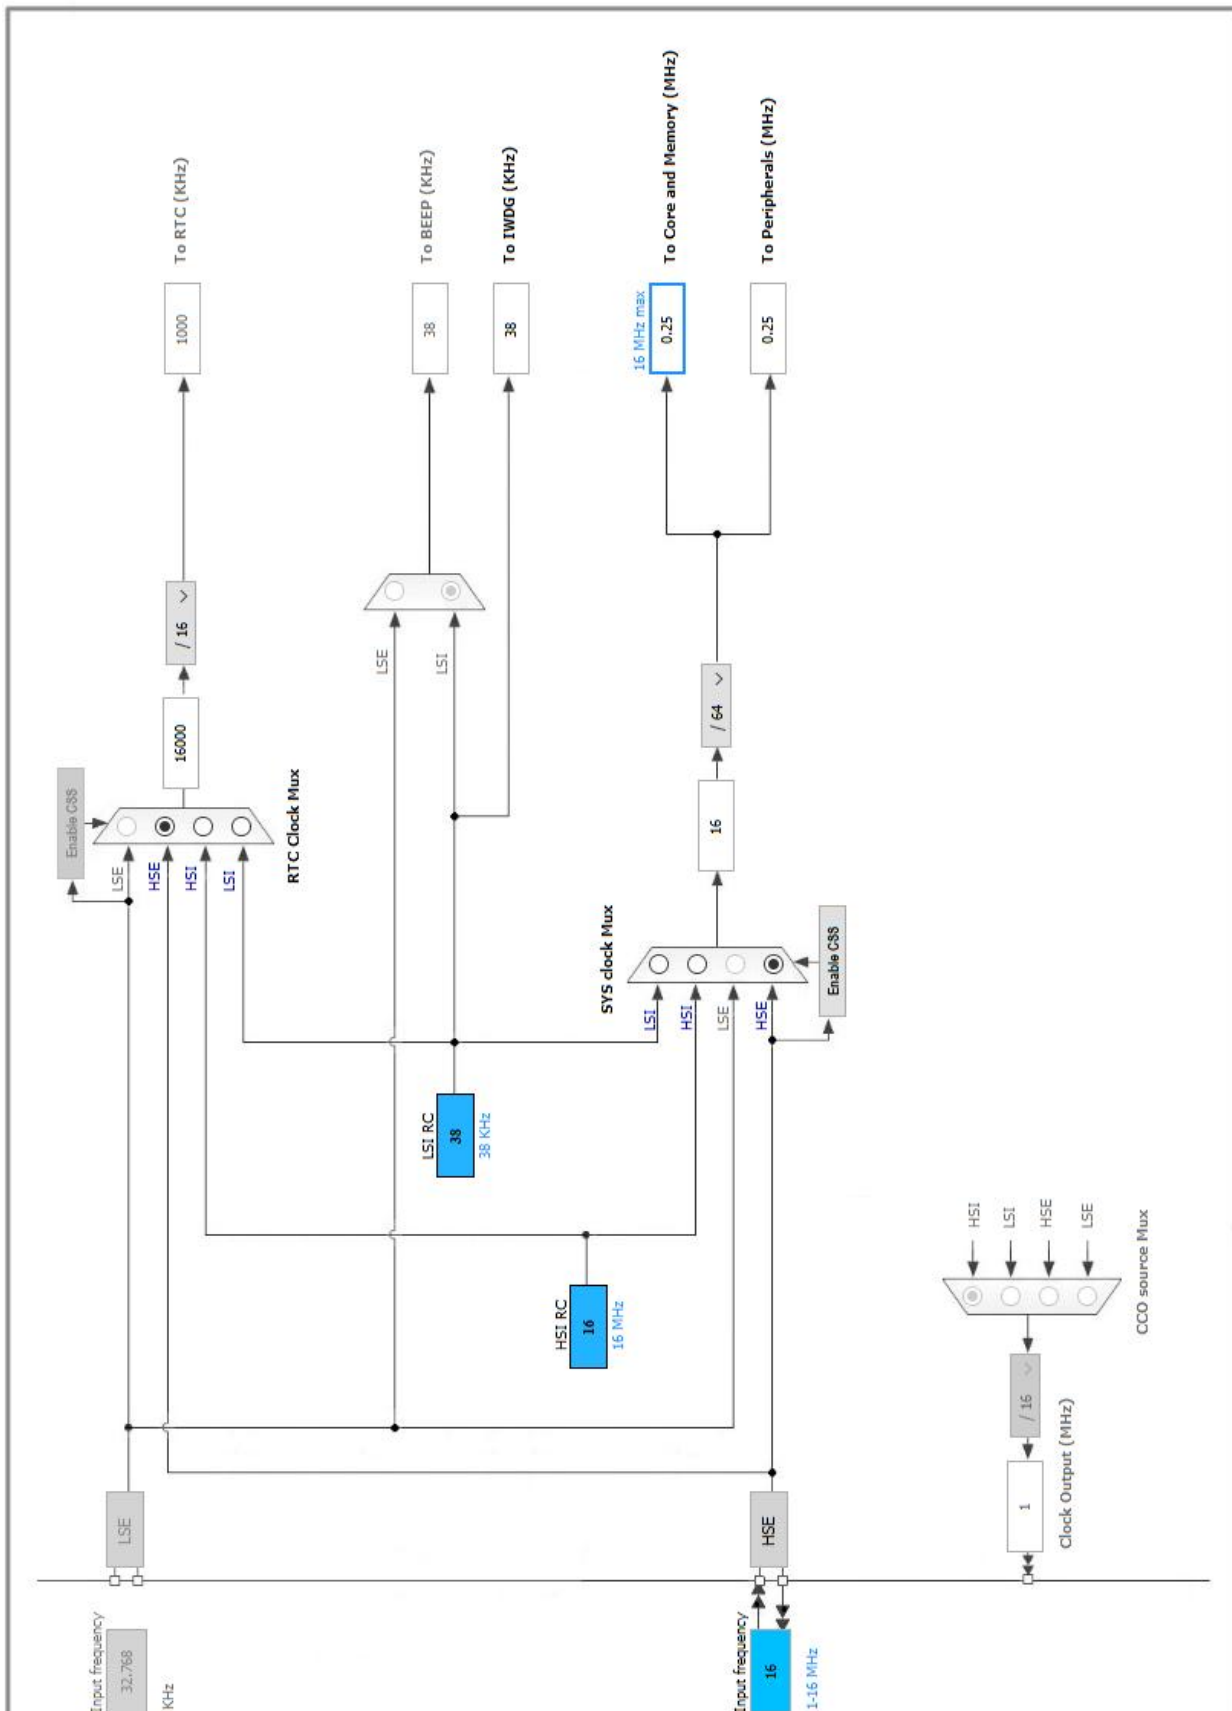 Input frequency
32.768
KHz
LSE
LSE
Enable CSS
HSE
HSI
LSI
RTC Clock Mux
16000
/ 16
1000
To RTC (KHz)
LSE
LSI
38
To BEEP (KHz)
38
To IWDG (KHz)
LSI RC
38
38 KHz
HSI RC
16
16 MHz
SYS clock Mux
LSI
HSI
LSE
HSE
Enable CSS
16
/ 64
16 MHz max
0.25
To Core and Memory (MHz)
0.25
To Peripherals (MHz)
Input frequency
16
1-16 MHz
HSE
HSI
LSI
HSE
LSE
CCO source Mux
/ 16
1
Clock Output (MHz)